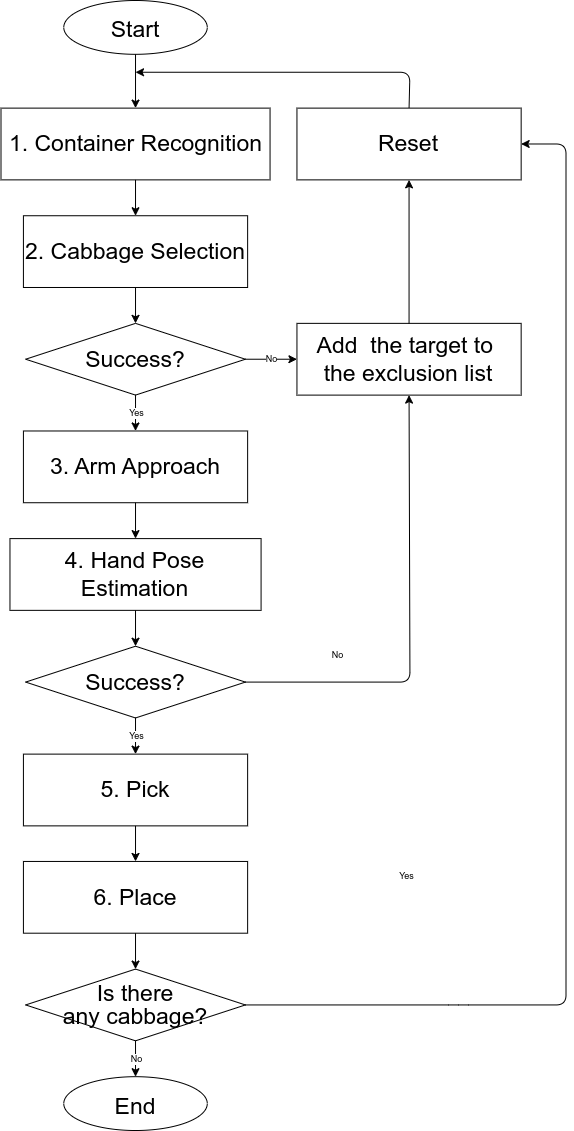 Start
1. Container Recognition
Reset
2. Cabbage Selection
Success?
No
Add  the target to
the exclusion list
Yes
3. Arm Approach
4. Hand Pose
Estimation
Success?
No
Yes
5. Pick
6. Place
Yes
Is there
any cabbage?
No
End